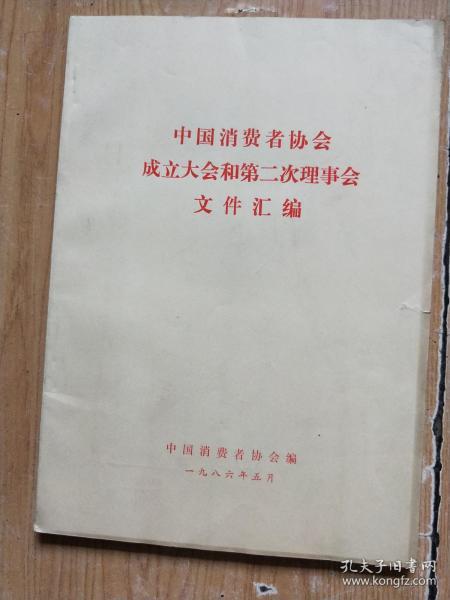 中国消费者协会
成立大会和第二次理事会
文件汇编
中国消费者协会编
一九八六年五月
孔夫子旧书网
www.kongfz.com